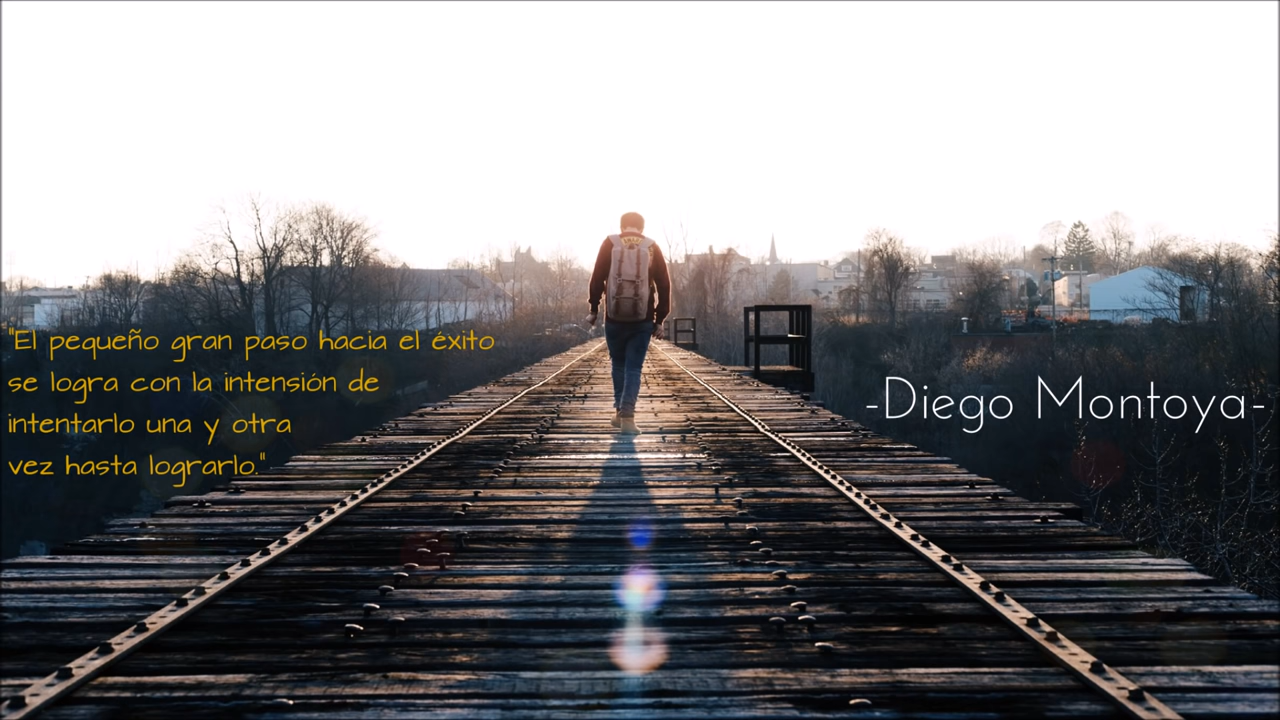 "El pequeño gran paso hacia el éxito
se logra con la intensión de
intentarlo una y otra
vez hasta lograrlo."
-Diego Montoya-